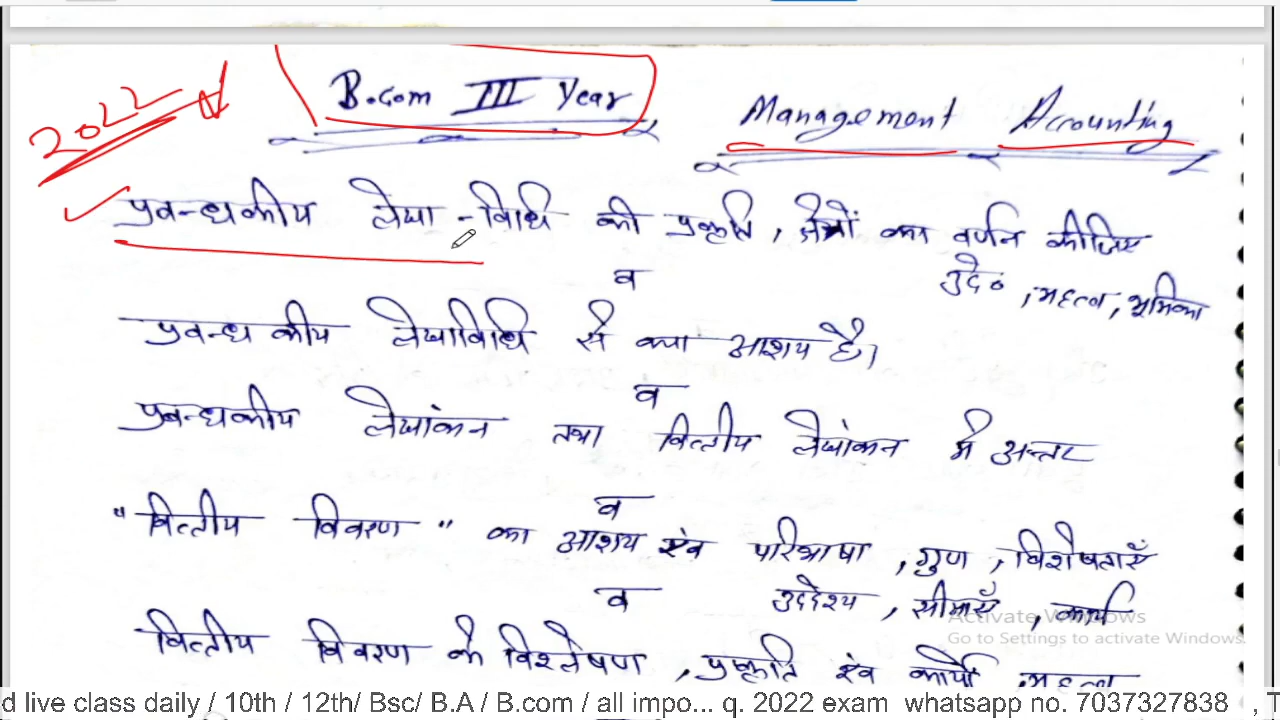 2022
B.com III Year
Management Accounting
प्रबन्धकीय लेखा-विधि की प्रकृति, क्षेत्रों का वर्णन कीजिए
व
उद्दे॰, महत्व, भूमिका
प्रबन्धकीय लेखाविधि से क्या आशय है।
व
प्रबन्धकीय लेखांकन तथा वित्तीय लेखांकन में अन्तर
व
"वित्तीय विवरण" का आशय एंव परिभाषा, गुण, विशेषताएँ
व
उद्देश्य, सीमाएँ, कार्य
वित्तीय विवरण के विश्लेषण, प्रकृति एंव कार्यो महत्व
Activate Windows
Go to Settings to activate Windows.
d live class daily / 10th / 12th/ Bsc/ B.A / B.com / all impo... q. 2022 exam whatsapp no. 7037327838 , T